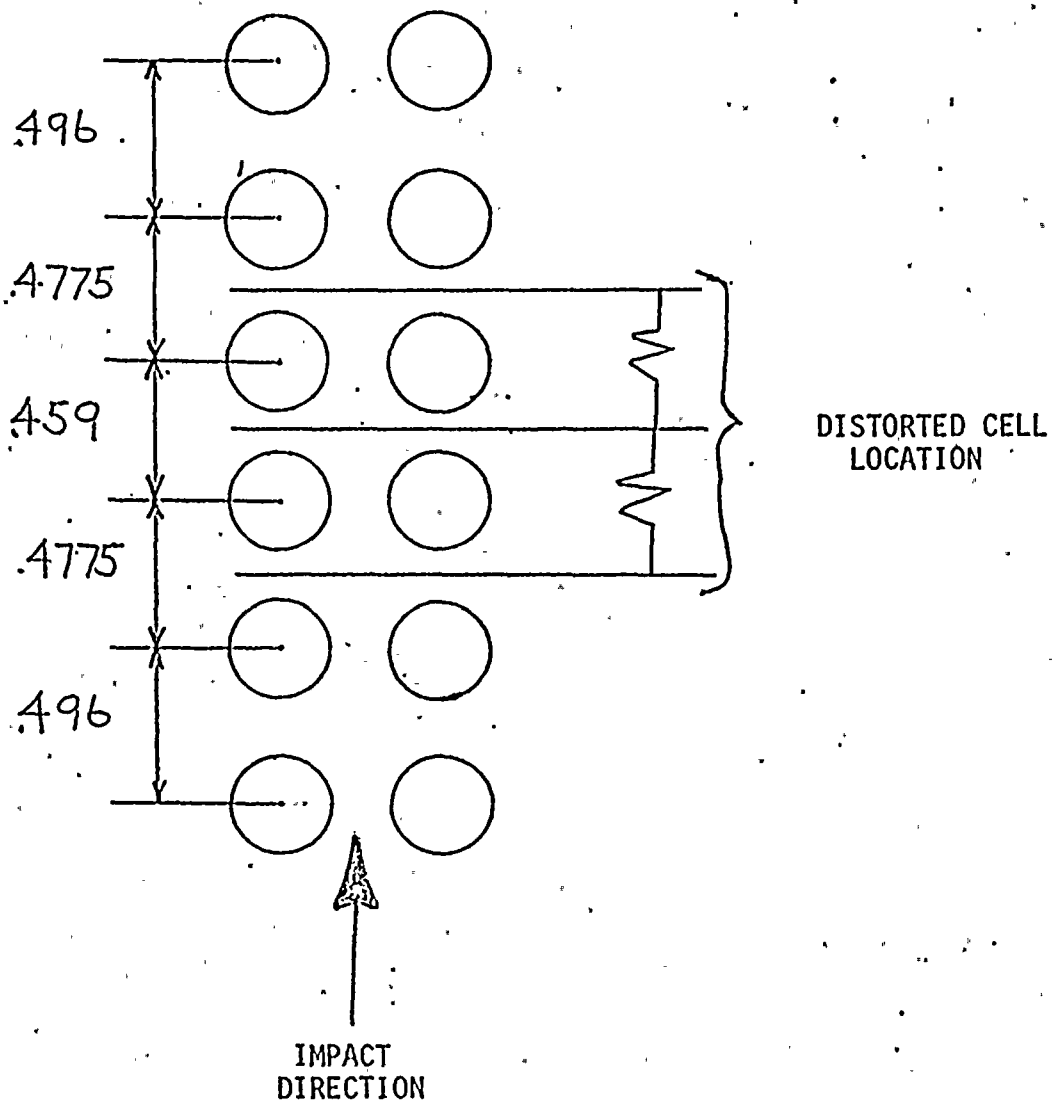 .496
.4775
.459
DISTORTED CELL
LOCATION
.4775
.496
IMPACT
DIRECTION